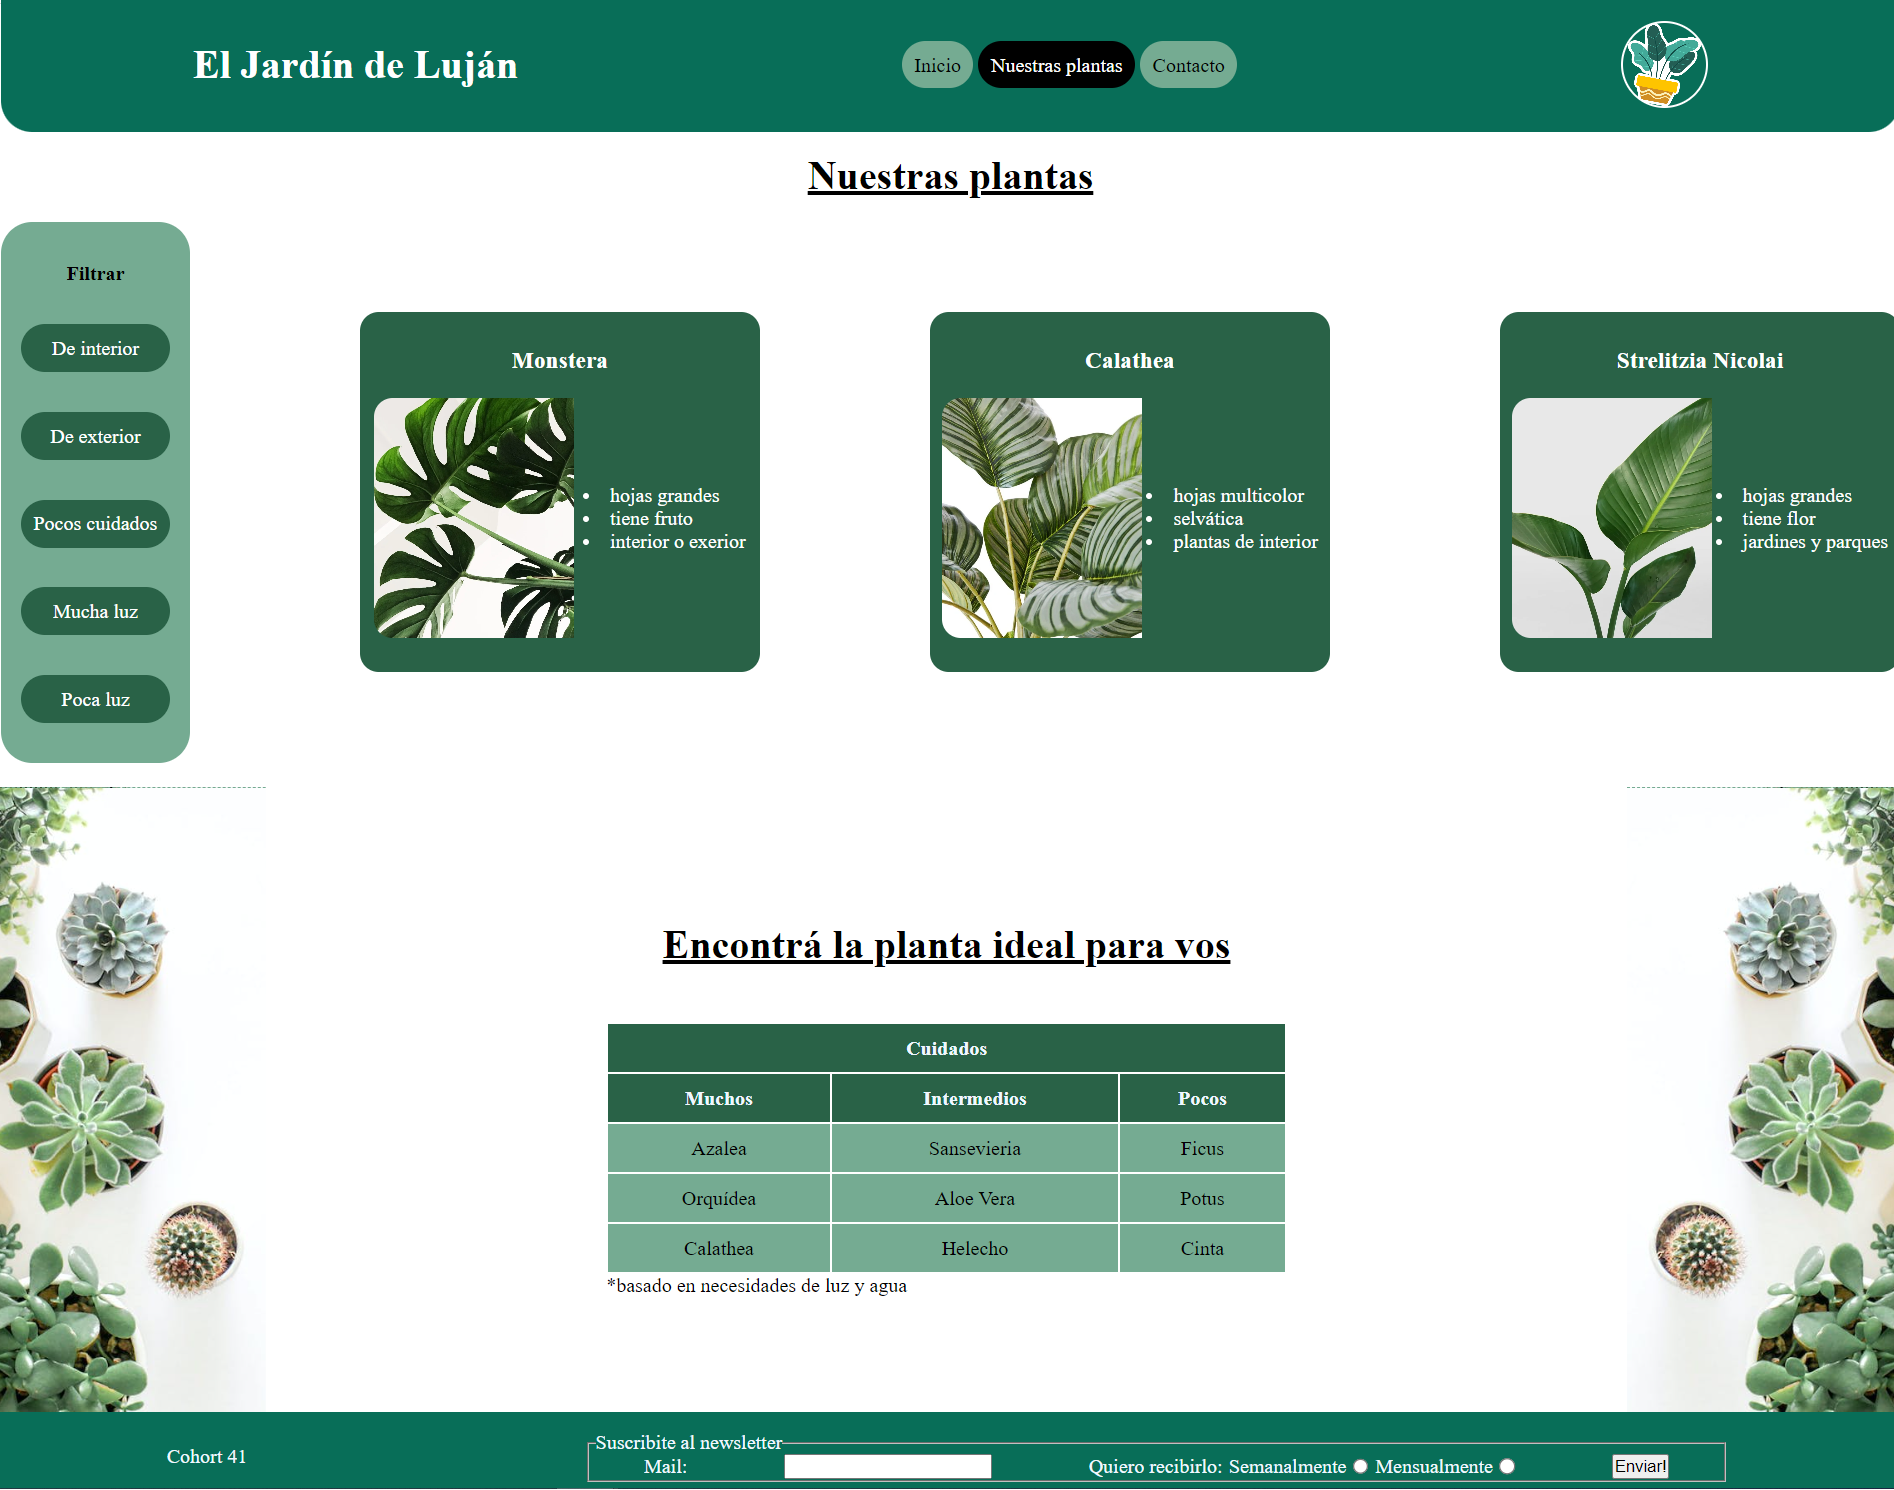 El Jardín de Luján
Inicio
Nuestras plantas
Contacto
Nuestras plantas
Filtrar
De interior
De exterior
Pocos cuidados
Mucha luz
Poca luz
Monstera
hojas grandes
tiene fruto
interior o exerior
Calathea
hojas multicolor
selvática
plantas de interior
Strelitzia Nicolai
hojas grandes
tiene flor
jardines y parques
Encontrá la planta ideal para vos
Cuidados
Muchos Intermedios Pocos
Azalea Sansevieria Ficus
Orquídea Aloe Vera Potus
Calathea Helecho Cinta
*basado en necesidades de luz y agua
Cohort 41
Suscribite al newsletter
Mail: Quiero recibirlo: Semanalmente Mensualmente Enviar!